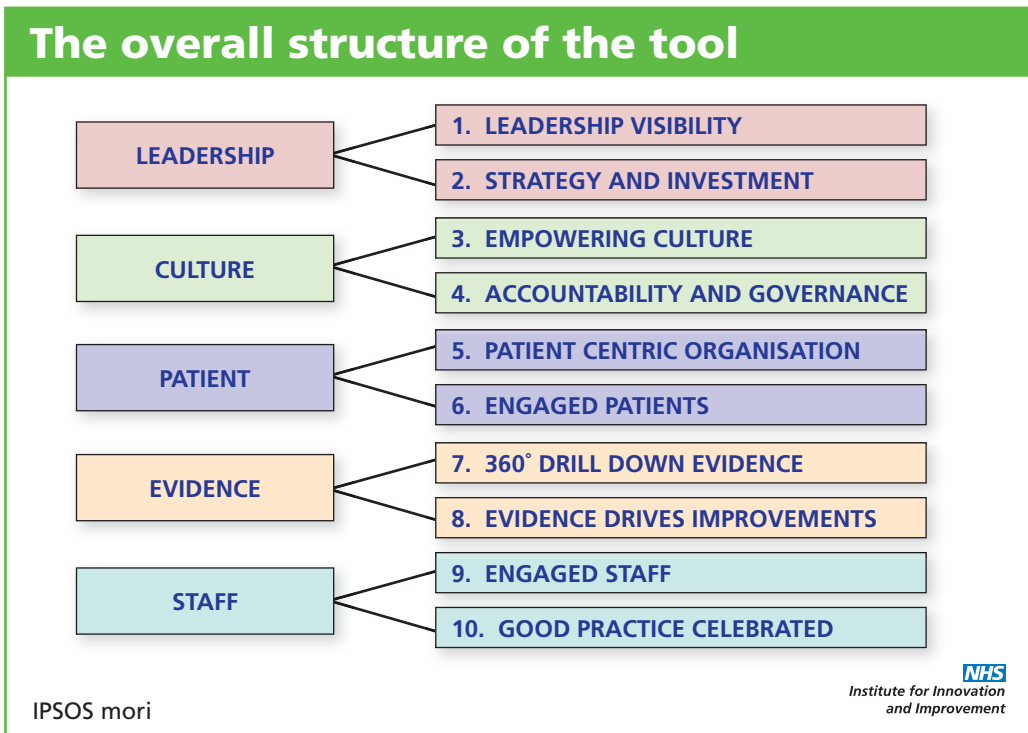 The overall structure of the tool
LEADERSHIP
1. LEADERSHIP VISIBILITY
2. STRATEGY AND INVESTMENT
CULTURE
3. EMPOWERING CULTURE
4. ACCOUNTABILITY AND GOVERNANCE
PATIENT
5. PATIENT CENTRIC ORGANISATION
6. ENGAGED PATIENTS
EVIDENCE
7. 360° DRILL DOWN EVIDENCE
8. EVIDENCE DRIVES IMPROVEMENTS
STAFF
9. ENGAGED STAFF
10. GOOD PRACTICE CELEBRATED
IPSOS mori
NHS
Institute for Innovation
and Improvement